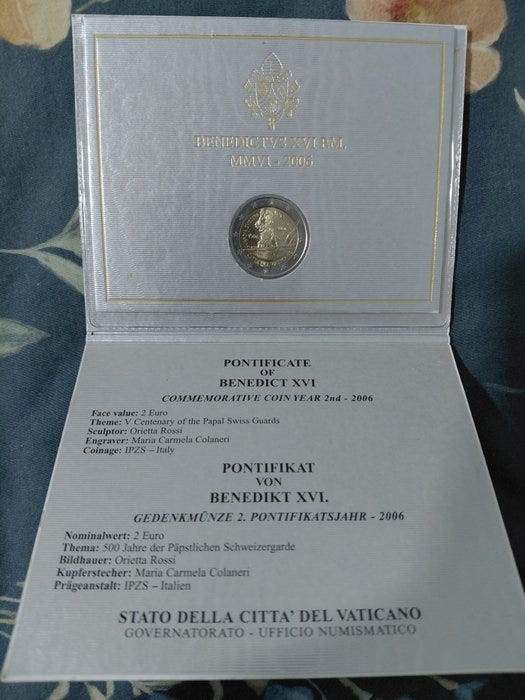 BENEDICTVS XVI P.M.
MMVI - 2006
PONTIFICATE
OF
BENEDICT XVI
COMMEMORATIVE COIN YEAR 2nd - 2006
Face value: 2 Euro
Theme: V Centenary of the Papal Swiss Guards
Sculptor: Orietta Rossi
Engraver: Maria Carmela Colaneri
Coinage: IPZS – Italy
PONTIFIKAT
VON
BENEDIKT XVI.
GEDENKMÜNZE 2. PONTIFIKATSJAHR - 2006
Nominalwert: 2 Euro
Thema: 500 Jahre der Päpstlichen Schweizergarde
Bildhauer: Orietta Rossi
Kupferstecher: Maria Carmela Colaneri
Prägeanstalt: IPZS – Italien
STATO DELLA CITTA' DEL VATICANO
GOVERNATORATO - UFFICIO NUMISMATICO